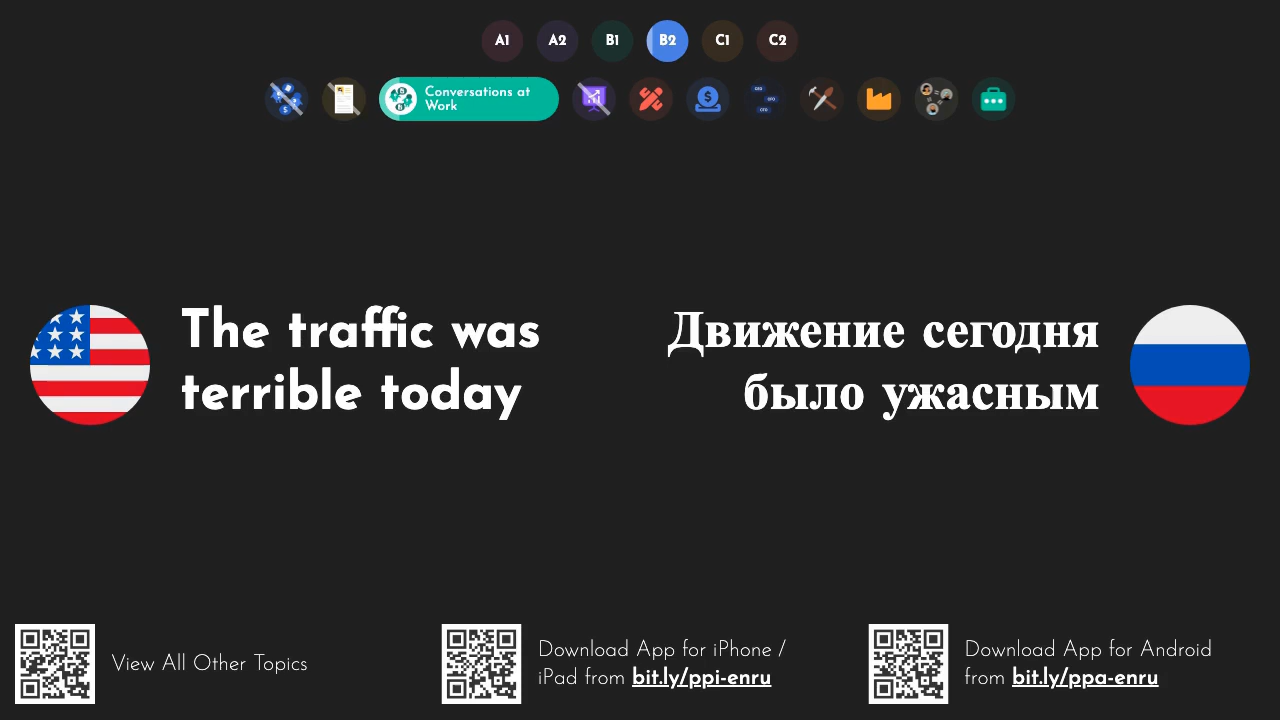 A1 A2 B1 B2 C1 C2
Conversations at
Work
The traffic was
terrible today
Движение сегодня
было ужасным
View All Other Topics
Download App for iPhone /
iPad from bit.ly/ppi-enru
Download App for Android
from bit.ly/ppa-enru